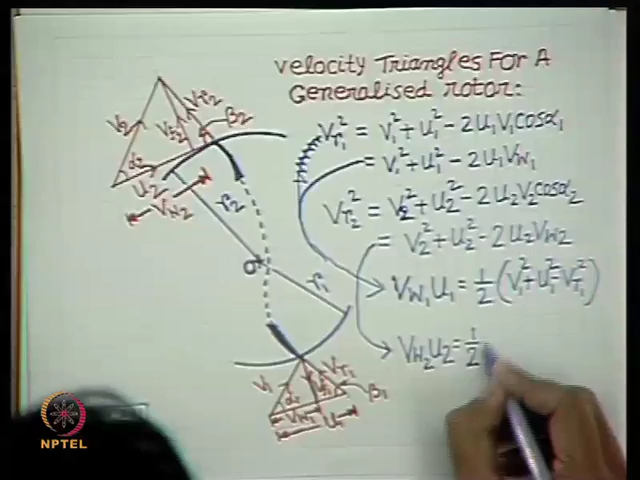 Velocity Triangles For A
Generalised rotor:
Vr1² = V1² + U1² - 2U1V1cosα1
= V1² + U1² - 2U1Vw1
Vr2² = V2² + U2² - 2U2V2cosα2
= V2² + U2² - 2U2Vw2
Vw1U1 = 1/2 (V1² + U1² - Vr1²)
Vw2U2 = 1/2
V2
Vr2
Vf2
β2
α2
U2
Vw2
r2
O
r1
V1
Vr1
α1
β1
Vw1
U1
NPTEL